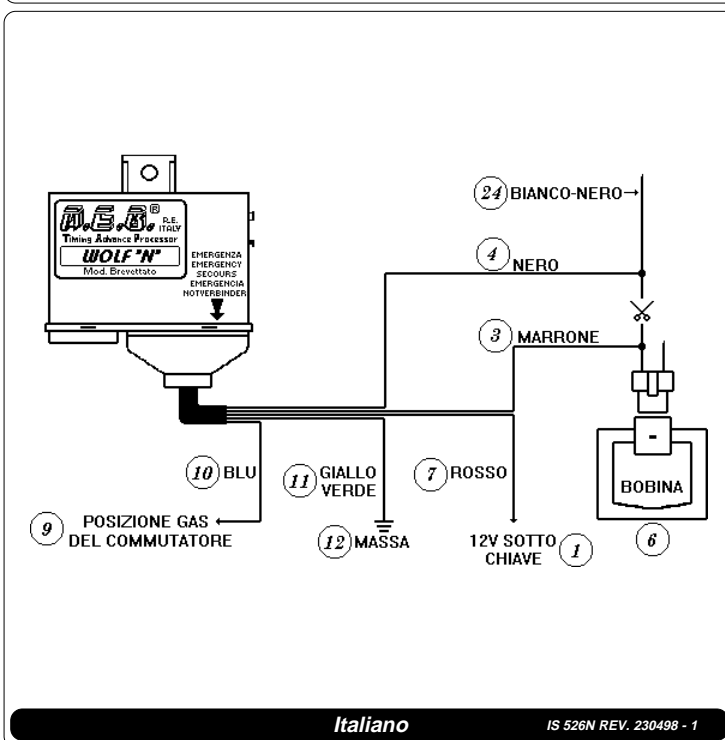 A.E.B.® R.E. ITALY
Timing Advance Processor
WOLF "N"
Mod. Brevettato
EMERGENZA
EMERGENCY
SECOURS
EMERGENCIA
NOTVERBINDER
24 BIANCO-NERO
4 NERO
3 MARRONE
10 BLU
11 GIALLO
VERDE
7 ROSSO
BOBINA
-
9 POSIZIONE GAS
DEL COMMUTATORE
12 MASSA
12V SOTTO
CHIAVE 1
6
Italiano
IS 526N REV. 230498 - 1